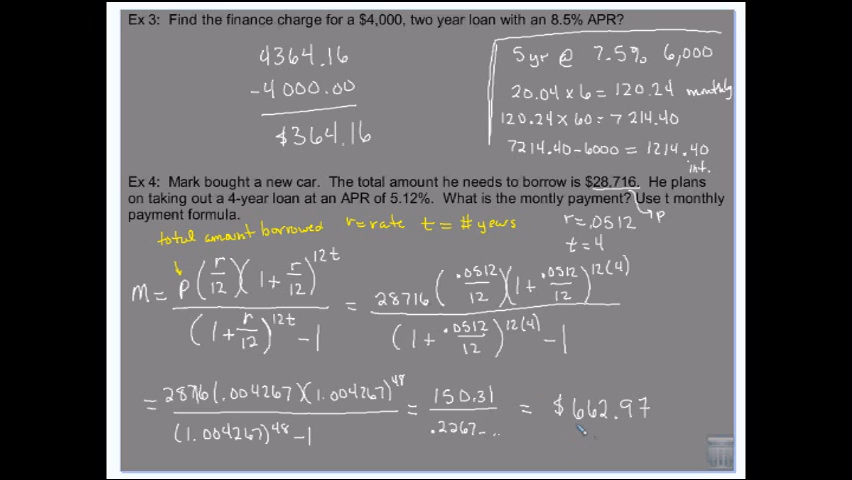 Ex 3: Find the finance charge for a $4,000, two year loan with an 8.5% APR?
4364.16
-4000.00
$364.16
5yr @ 7.5% 6,000
20.04 x 6 = 120.24 monthly
120.24 x 60 = 7214.40
7214.40-6000 = 1214.40
int.
Ex 4: Mark bought a new car. The total amount he needs to borrow is $28,716. He plans
on taking out a 4-year loan at an APR of 5.12%. What is the montly payment? Use t monthly
payment formula.
total amount borrowed r=rate t = # years
r=.0512 P
t=4
m = P(r/12)(1+r/12)^12t / (1+r/12)^12t -1 = 28716(.0512/12)(1+.0512/12)^12(4) / (1+.0512/12)^12(4) -1
= 28716(.004267)(1.004267)^48 / (1.004267)^48 -1 = 150.31 / .2267... = $662.97